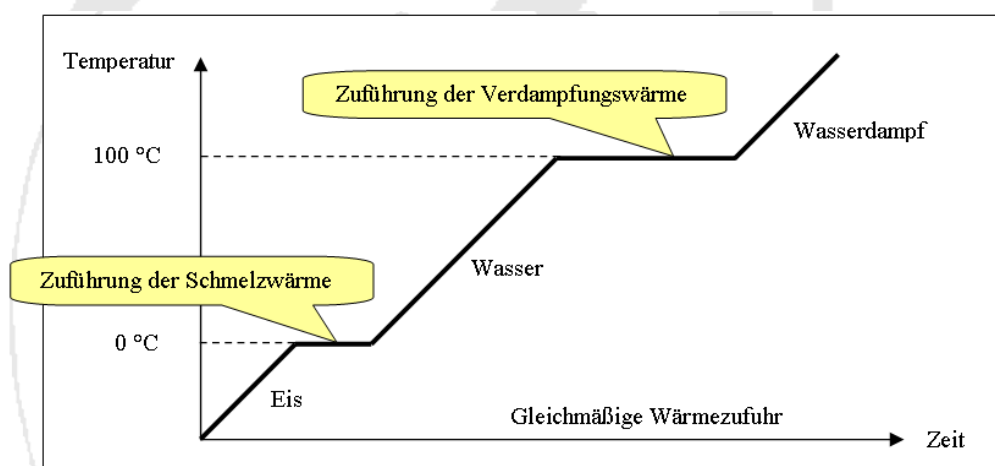 Temperatur
Zuführung der Verdampfungswärme
Wasserdampf
100 °C
Wasser
Zuführung der Schmelzwärme
0 °C
Eis
Gleichmäßige Wärmezufuhr
Zeit